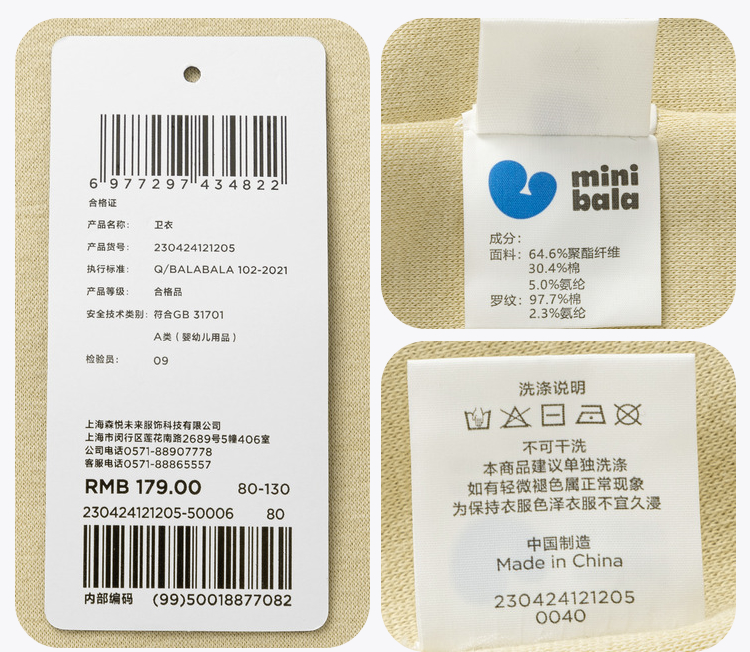 6 977297 434822
合格证
产品名称： 卫衣
产品货号： 230424121205
执行标准： Q/BALABALA 102-2021
产品等级： 合格品
安全技术类别： 符合GB 31701
A类（婴幼儿用品）
检验员： 09
上海森悦未来服饰科技有限公司
上海市闵行区莲花南路2689号5幢406室
公司电话0571-88907778
客服电话0571-88865557
RMB 179.00 80-130
230424121205-50006 80
内部编码 (99)50018877082
mini
bala
成分：
面料：64.6%聚酯纤维
30.4%棉
5.0%氨纶
罗纹：97.7%棉
2.3%氨纶
洗涤说明
不可干洗
本商品建议单独洗涤
如有轻微褪色属正常现象
为保持衣服色泽衣服不宜久浸
中国制造
Made in China
230424121205
0040